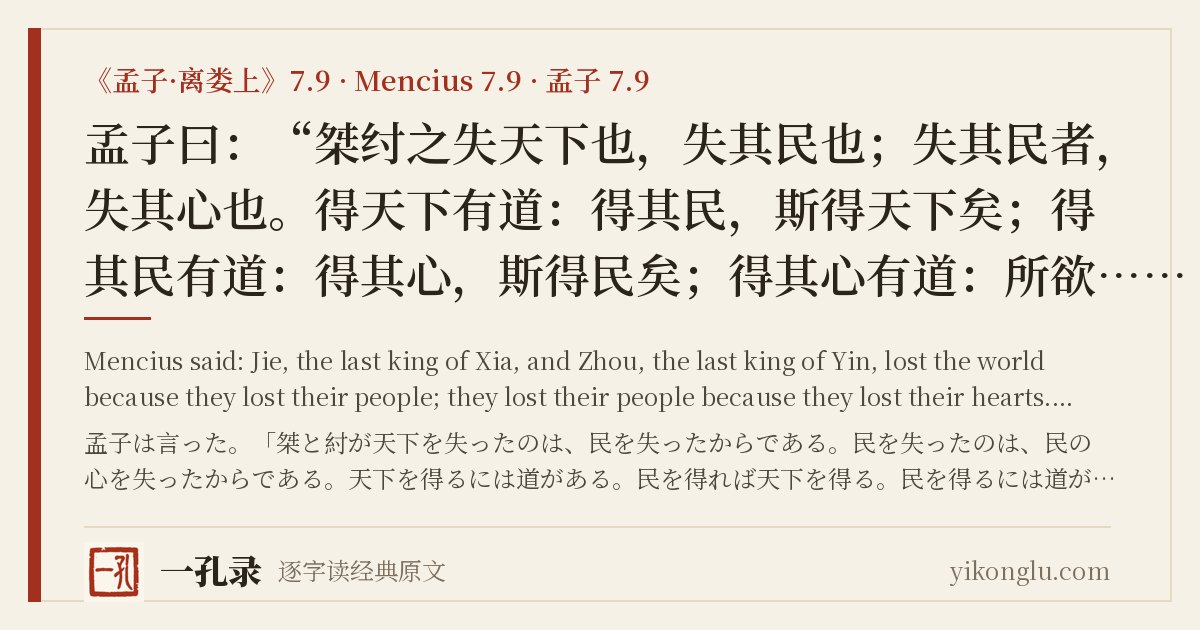 《孟子·离娄上》7.9 · Mencius 7.9 · 孟子 7.9
孟子曰：“桀纣之失天下也，失其民也；失其民者，
失其心也。得天下有道：得其民，斯得天下矣；得
其民有道：得其心，斯得民矣；得其心有道：所欲……
Mencius said: Jie, the last king of Xia, and Zhou, the last king of Yin, lost the world
because they lost their people; they lost their people because they lost their hearts....
孟子は言った。「桀と紂が天下を失ったのは、民を失ったからである。民を失ったのは、民の
心を失ったからである。天下を得るには道がある。民を得れば天下を得る。民を得るには道が…
一孔
一孔录 逐字读经典原文
yikonglu.com